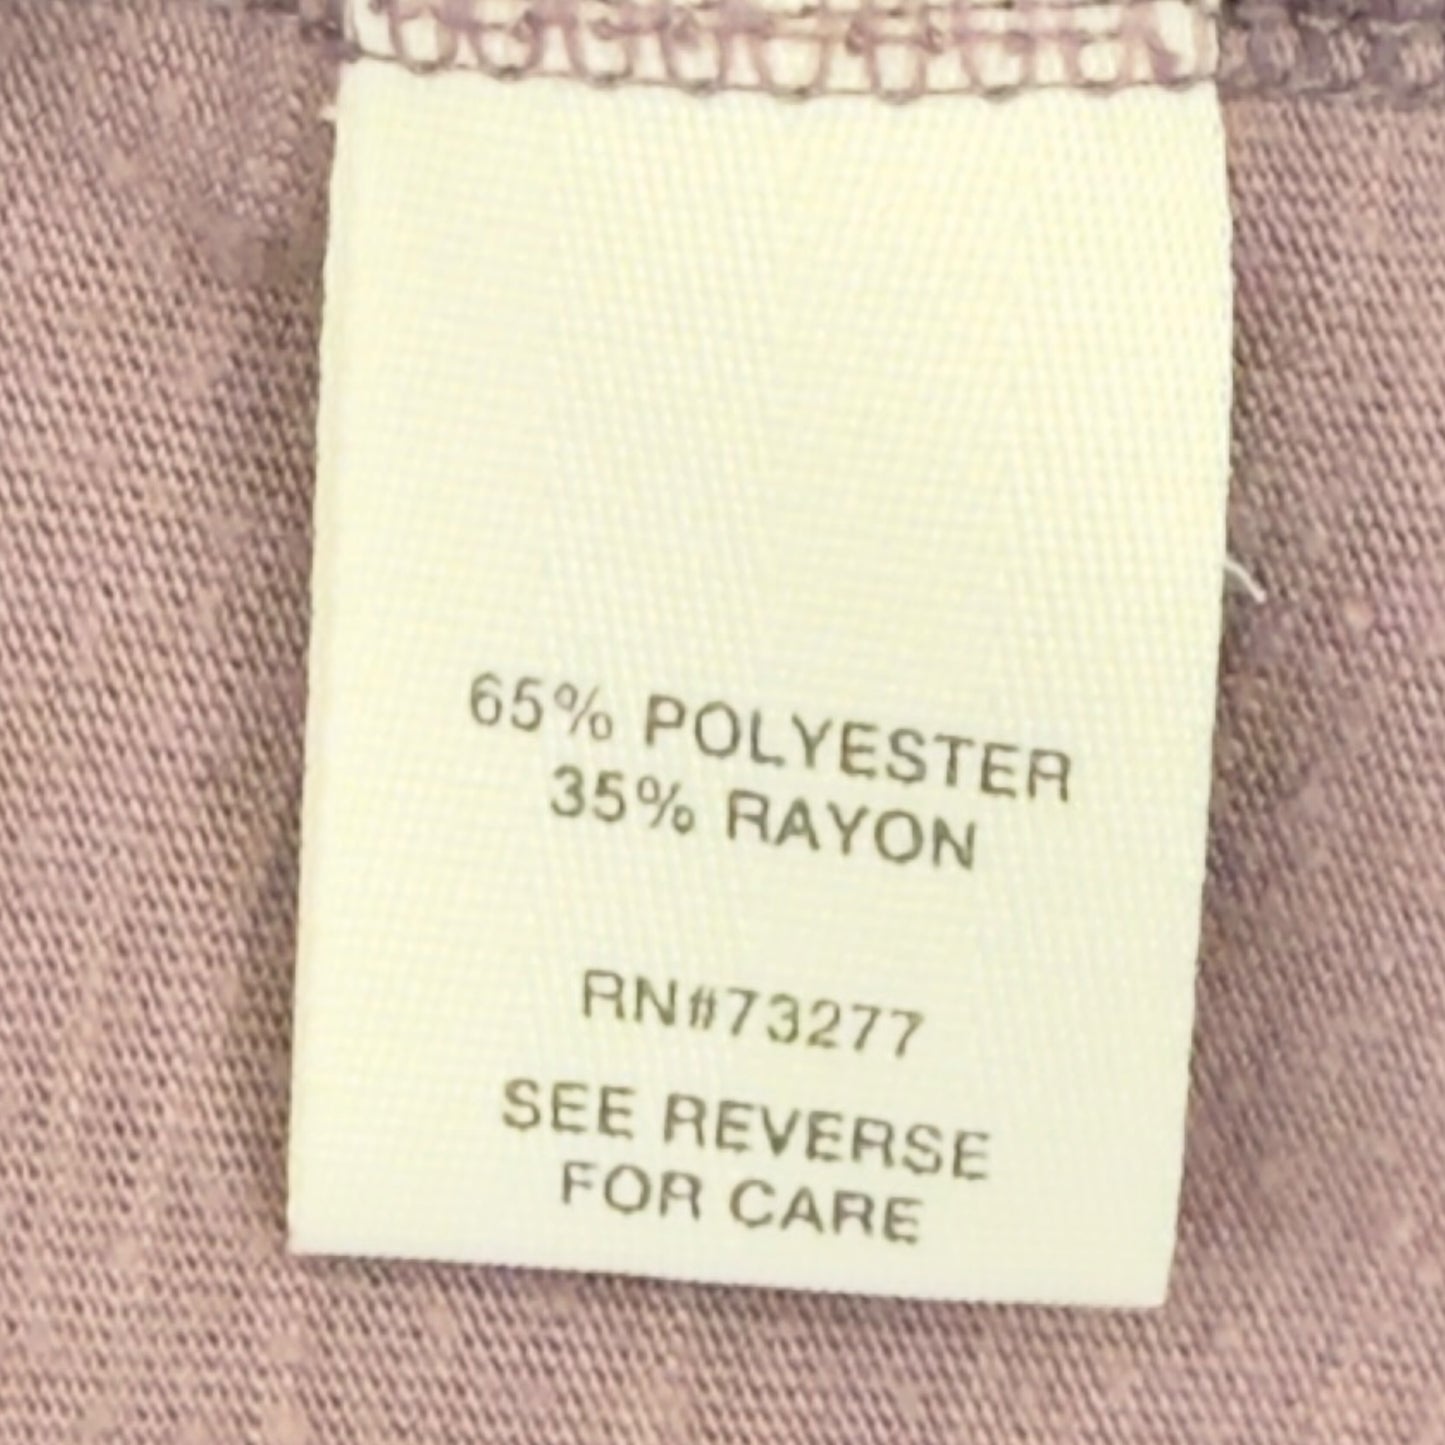 65% POLYESTER
35% RAYON
RN#73277
SEE REVERSE
FOR CARE